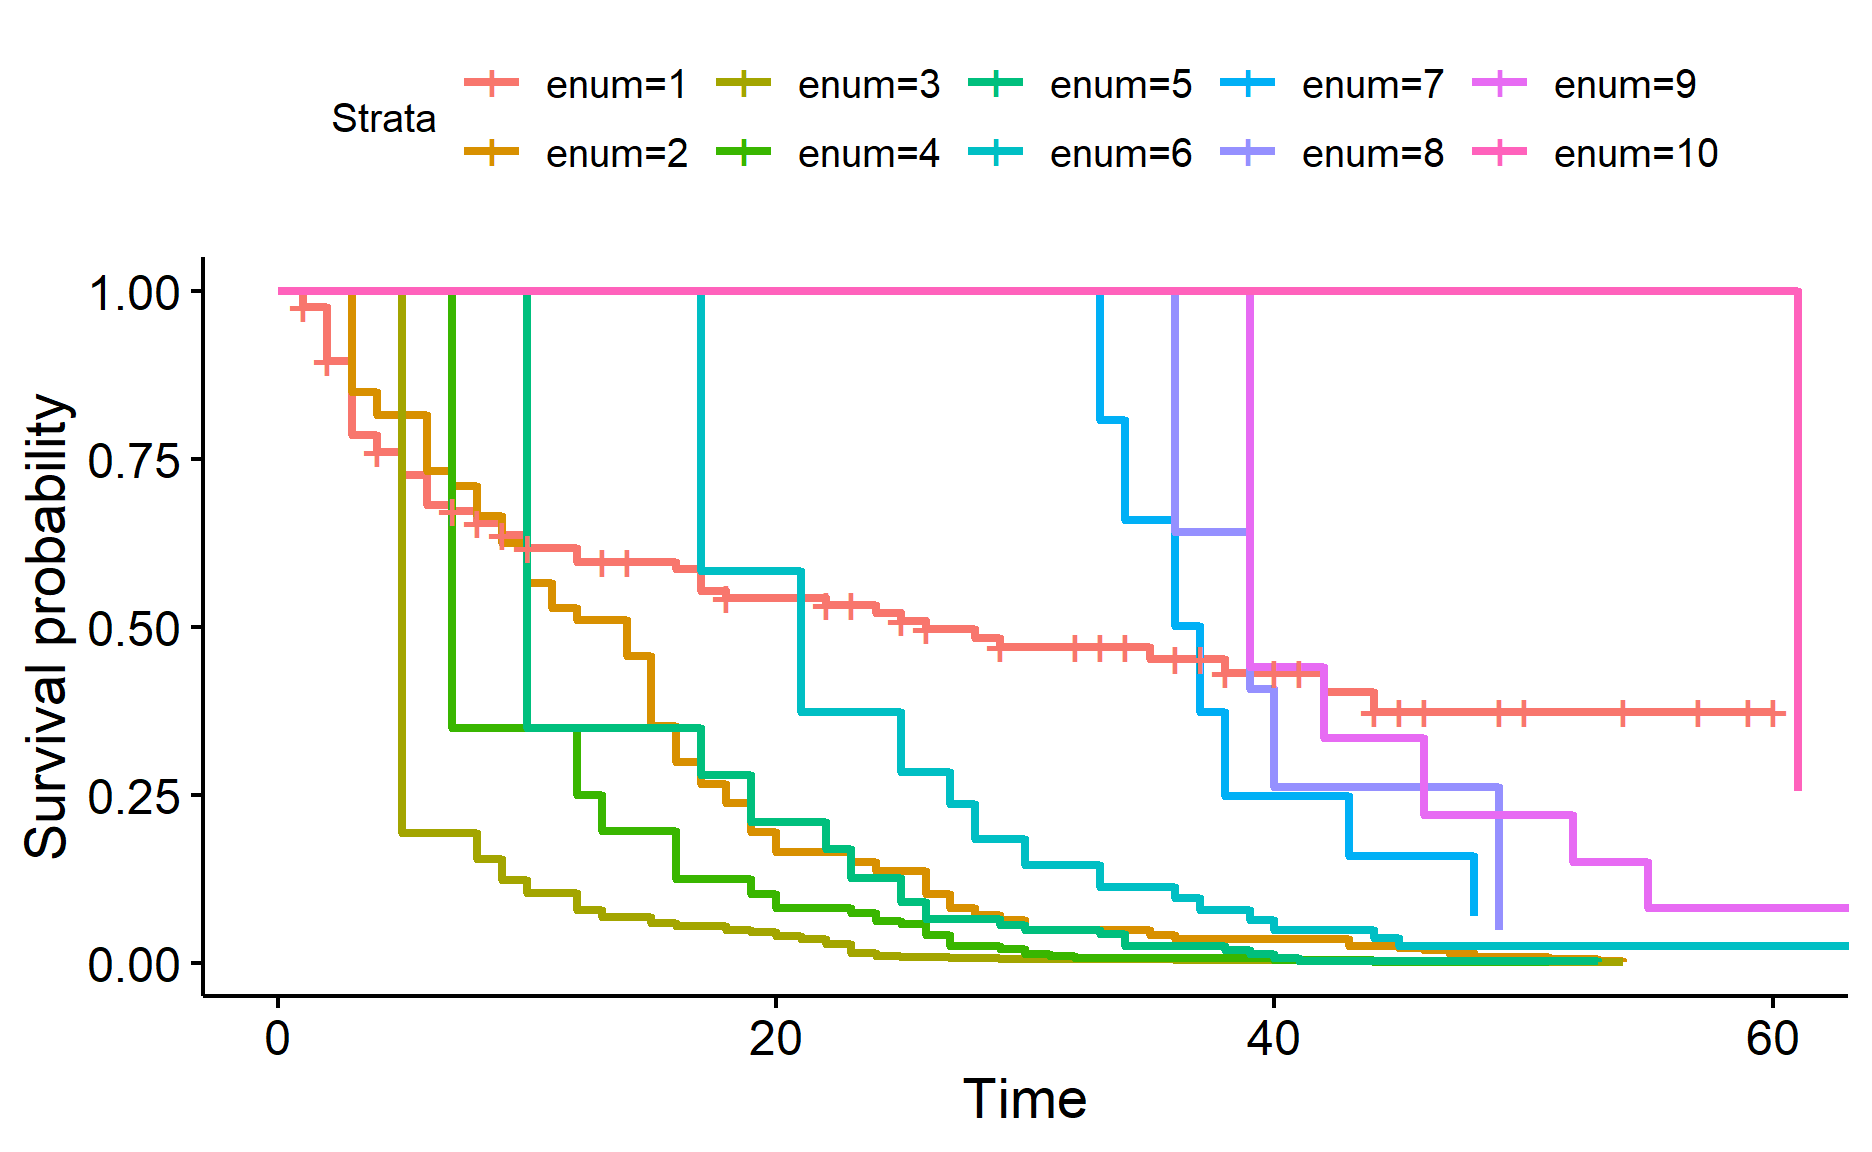 Strata
enum=1 enum=3 enum=5 enum=7 enum=9
enum=2 enum=4 enum=6 enum=8 enum=10
Survival probability
1.00
0.75
0.50
0.25
0.00
0 20 40 60
Time